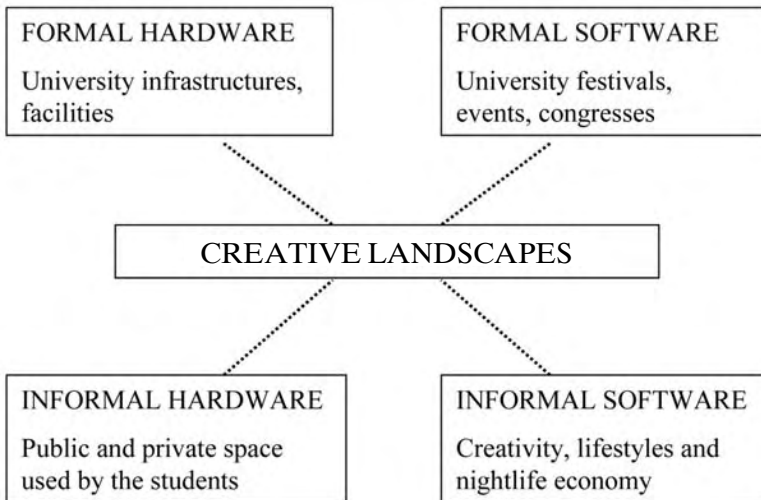 FORMAL HARDWARE
University infrastructures,
facilities
FORMAL SOFTWARE
University festivals,
events, congresses
CREATIVE LANDSCAPES
INFORMAL HARDWARE
Public and private space
used by the students
INFORMAL SOFTWARE
Creativity, lifestyles and
nightlife economy